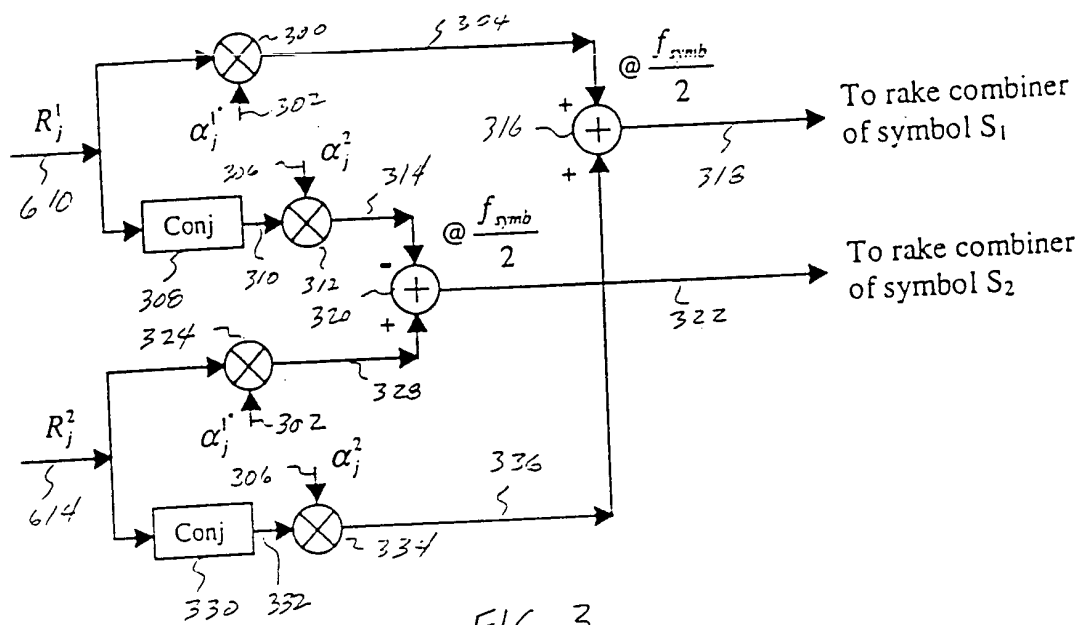 300
304
@ f_symb/2
302
α_j^1*
R_j^1
610
316
+
+
To rake combiner
of symbol S₁
318
306
α_j^2
314
Conj
308
310
312
@ f_symb/2
-
320
+
To rake combiner
of symbol S₂
322
324
328
R_j^2
614
α_j^1*
302
306
α_j^2
336
Conj
330
332
334
FIG 3